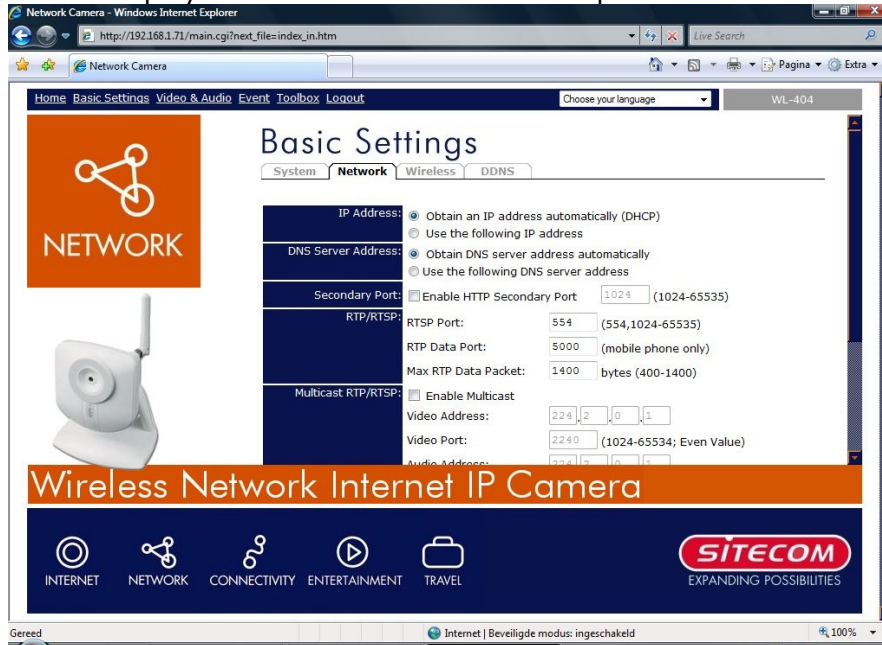 Network Camera - Windows Internet Explorer
http://192.168.1.71/main.cgi?next_file=index_in.htm
Live Search
Network Camera
Pagina
Extra
Home Basic Settings Video & Audio Event Toolbox Logout
Choose your language
WL-404
Basic Settings
System Network Wireless DDNS
NETWORK
IP Address: Obtain an IP address automatically (DHCP)
Use the following IP address
DNS Server Address: Obtain DNS server address automatically
Use the following DNS server address
Secondary Port: Enable HTTP Secondary Port 1024 (1024-65535)
RTP/RTSP: RTSP Port: 554 (554,1024-65535)
RTP Data Port: 5000 (mobile phone only)
Max RTP Data Packet: 1400 bytes (400-1400)
Multicast RTP/RTSP: Enable Multicast
Video Address: 224.2.0.1
Video Port: 2240 (1024-65534; Even Value)
Audio Address: 224 2 0 1
Wireless Network Internet IP Camera
INTERNET NETWORK CONNECTIVITY ENTERTAINMENT TRAVEL
SITECOM
EXPANDING POSSIBILITIES
Gereed
Internet | Beveiligde modus: ingeschakeld
100%